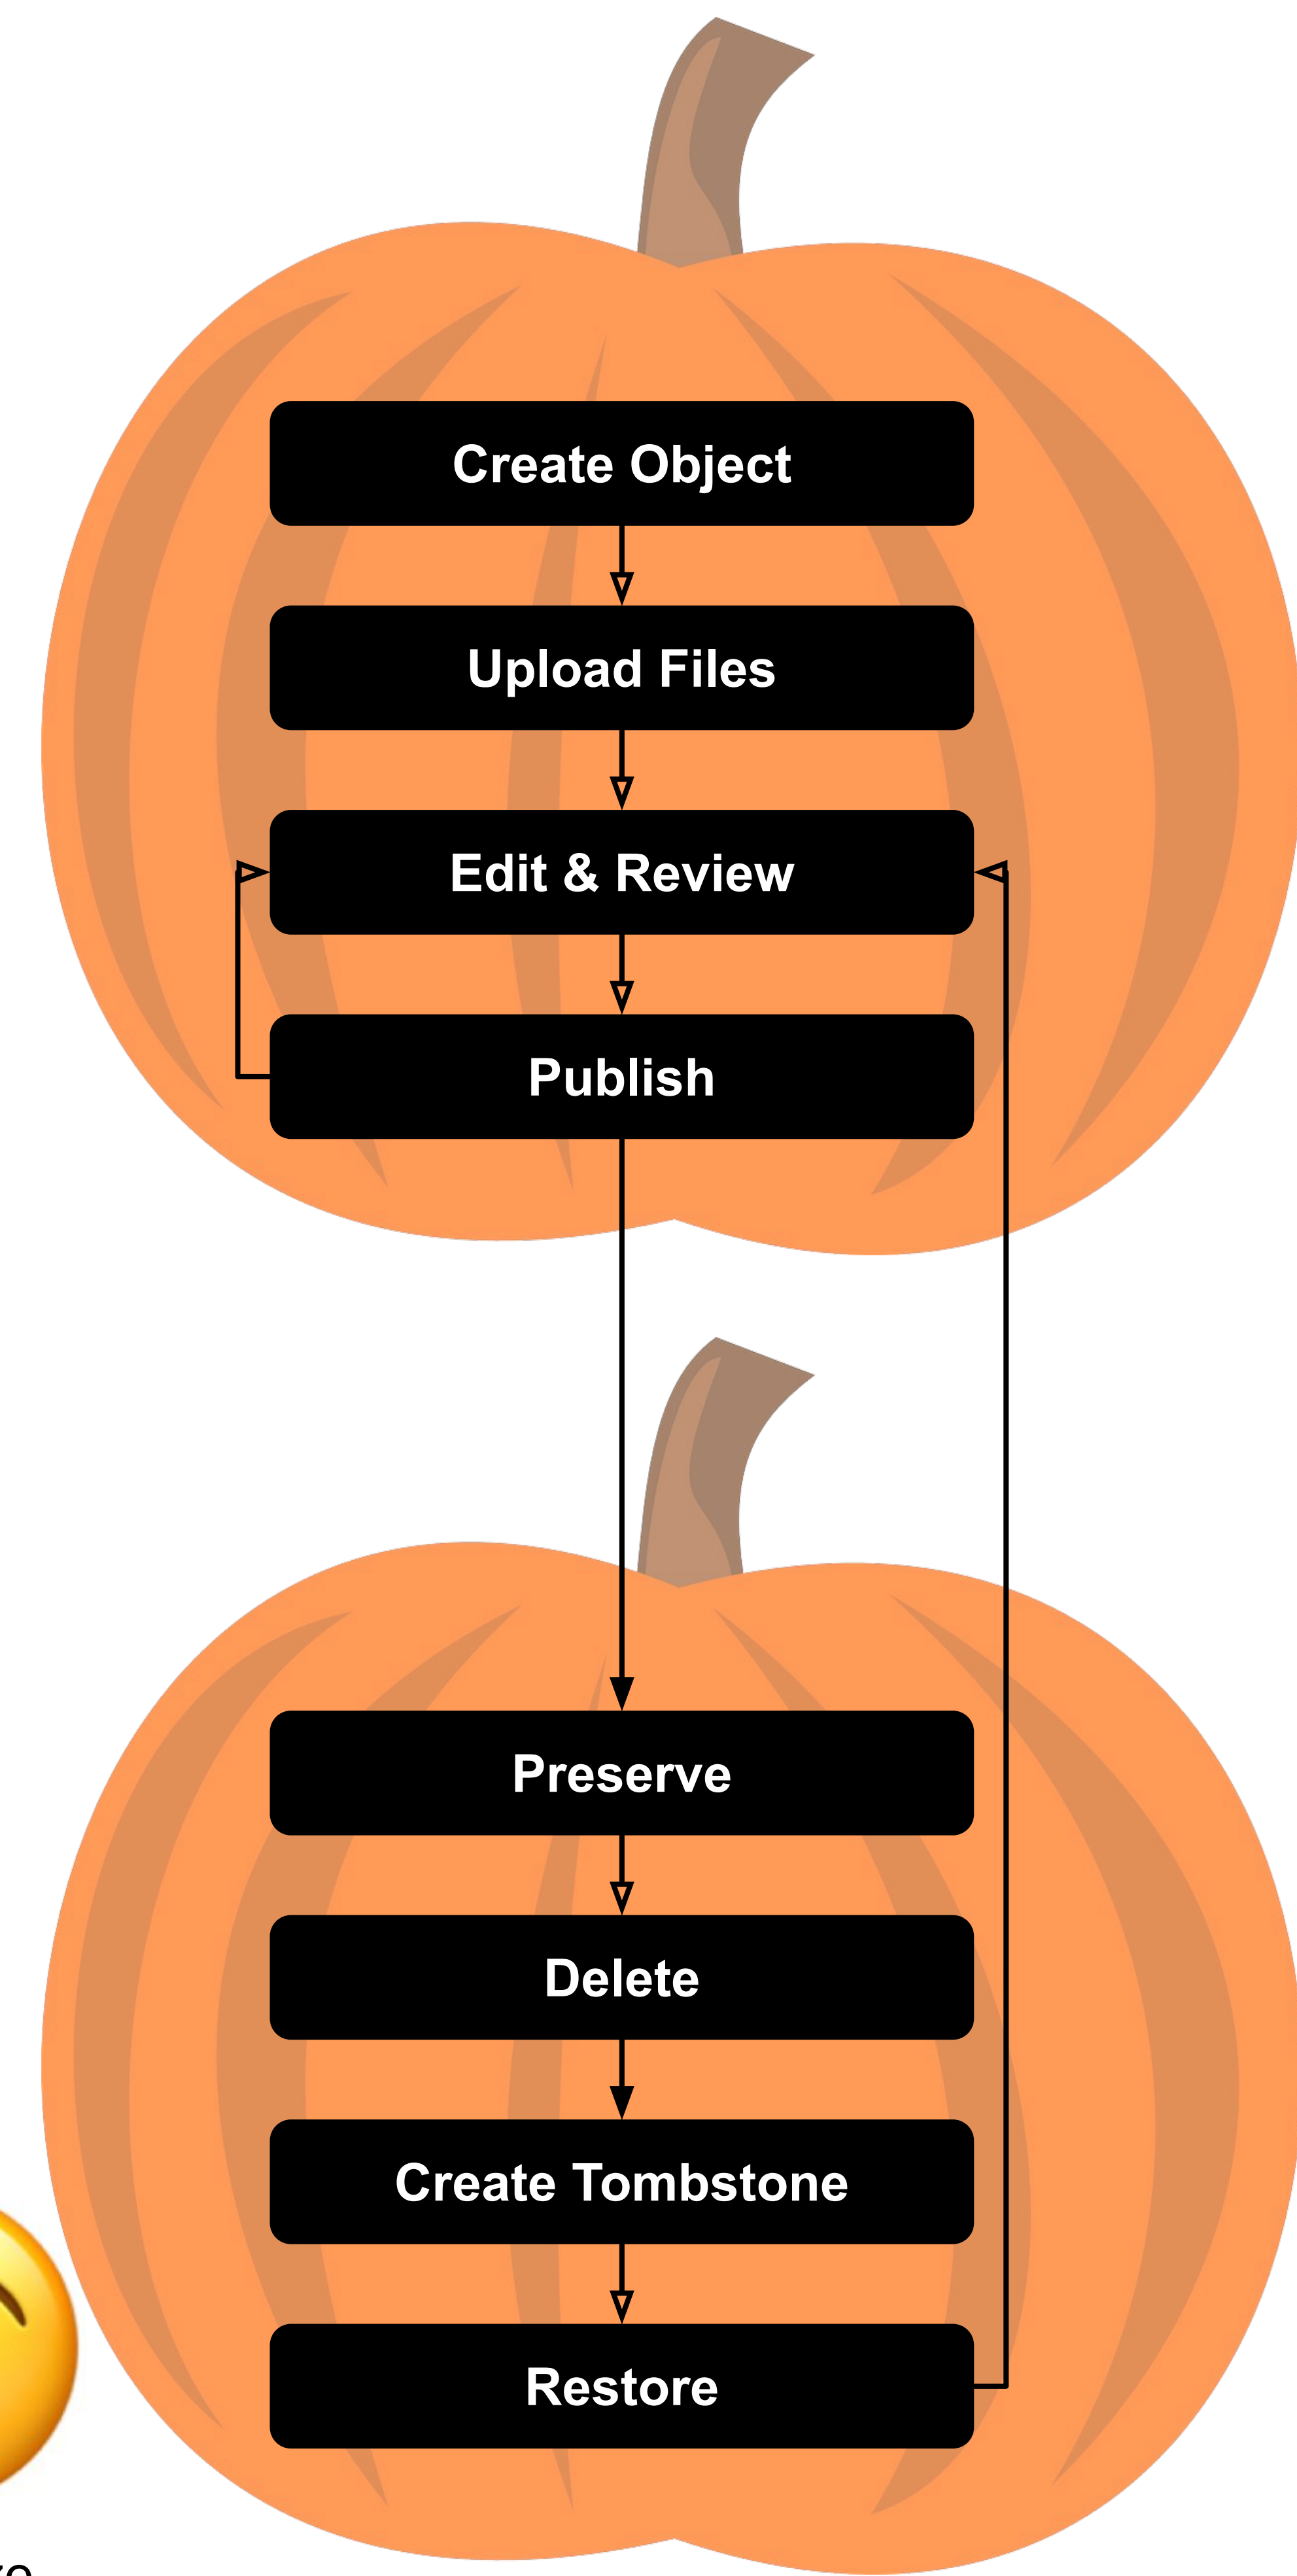 Create Object
Upload Files
Edit & Review
Publish
Preserve
Delete
Create Tombstone
Restore